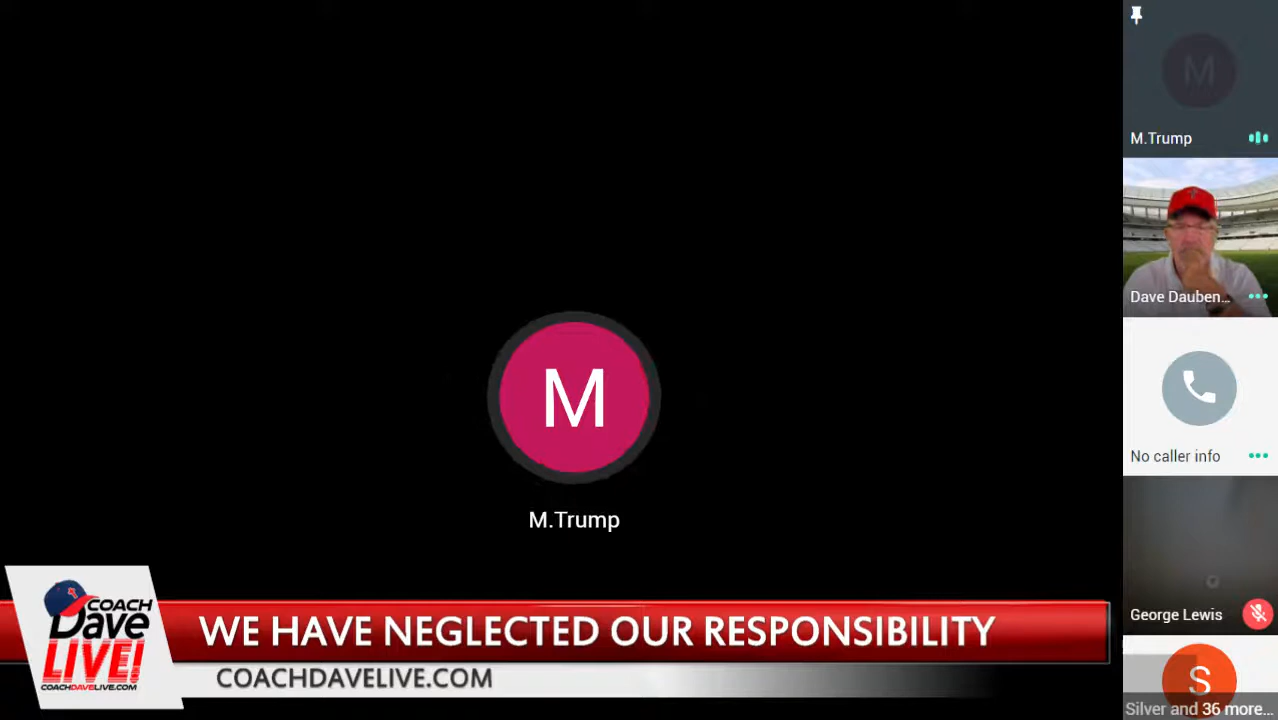 M
M.Trump
M
M.Trump
Dave Dauben...
No caller info
George Lewis
S
Silver and 36 more...
COACH
Dave
LIVE!
COACHDAVELIVE.COM
WE HAVE NEGLECTED OUR RESPONSIBILITY
COACHDAVELIVE.COM